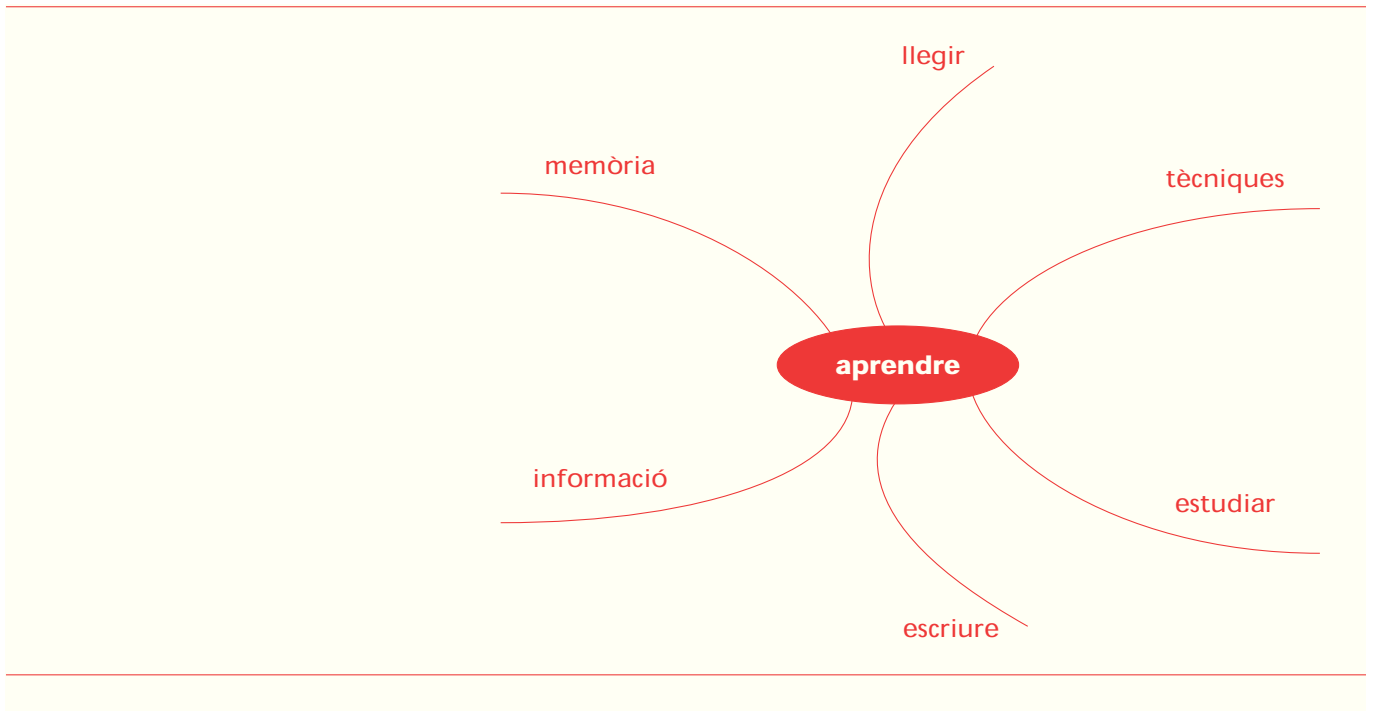 llegir
memòria
tècniques
aprendre
informació
estudiar
escriure